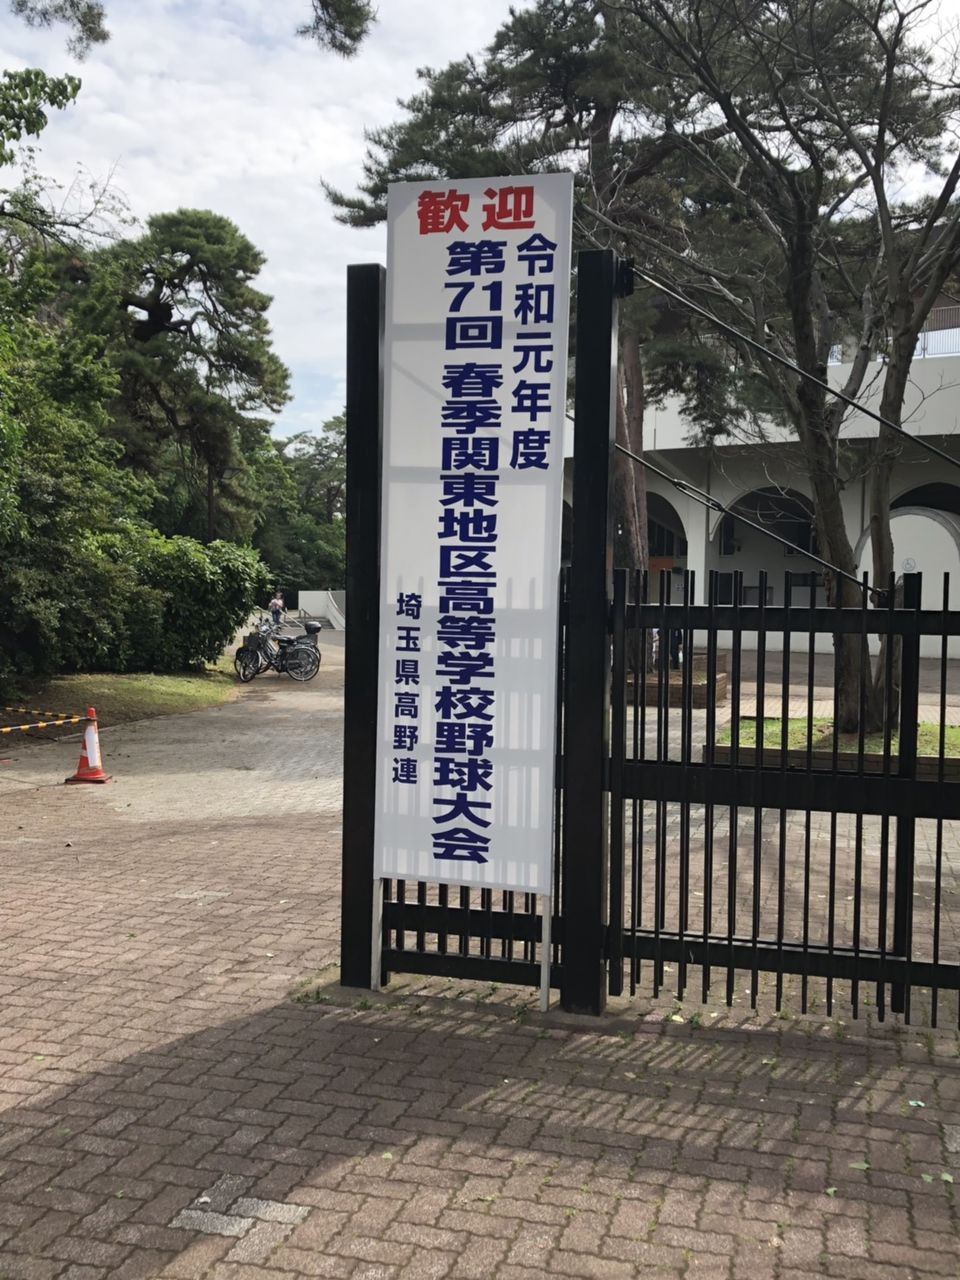 歓迎
令和元年度
第71回 春季関東地区高等学校野球大会
埼玉県高野連